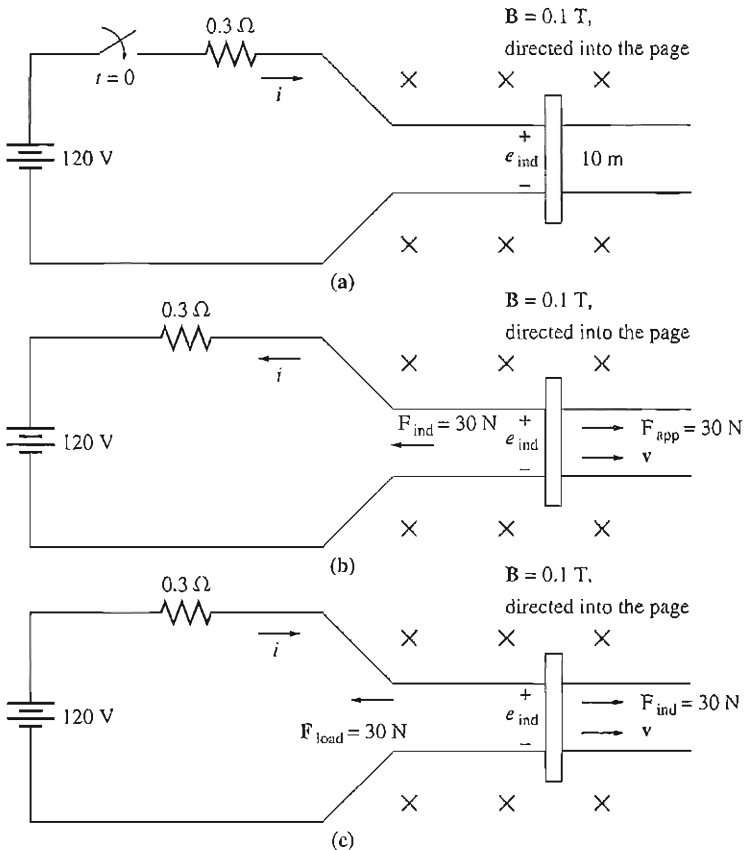 B = 0.1 T,
directed into the page
0.3 Ω
t = 0
i
120 V
+
e ind
−
10 m
(a)
B = 0.1 T,
directed into the page
0.3 Ω
i
120 V
F ind = 30 N
+
e ind
−
F app = 30 N
v
(b)
B = 0.1 T,
directed into the page
0.3 Ω
i
120 V
F load = 30 N
+
e ind
−
F ind = 30 N
v
(c)